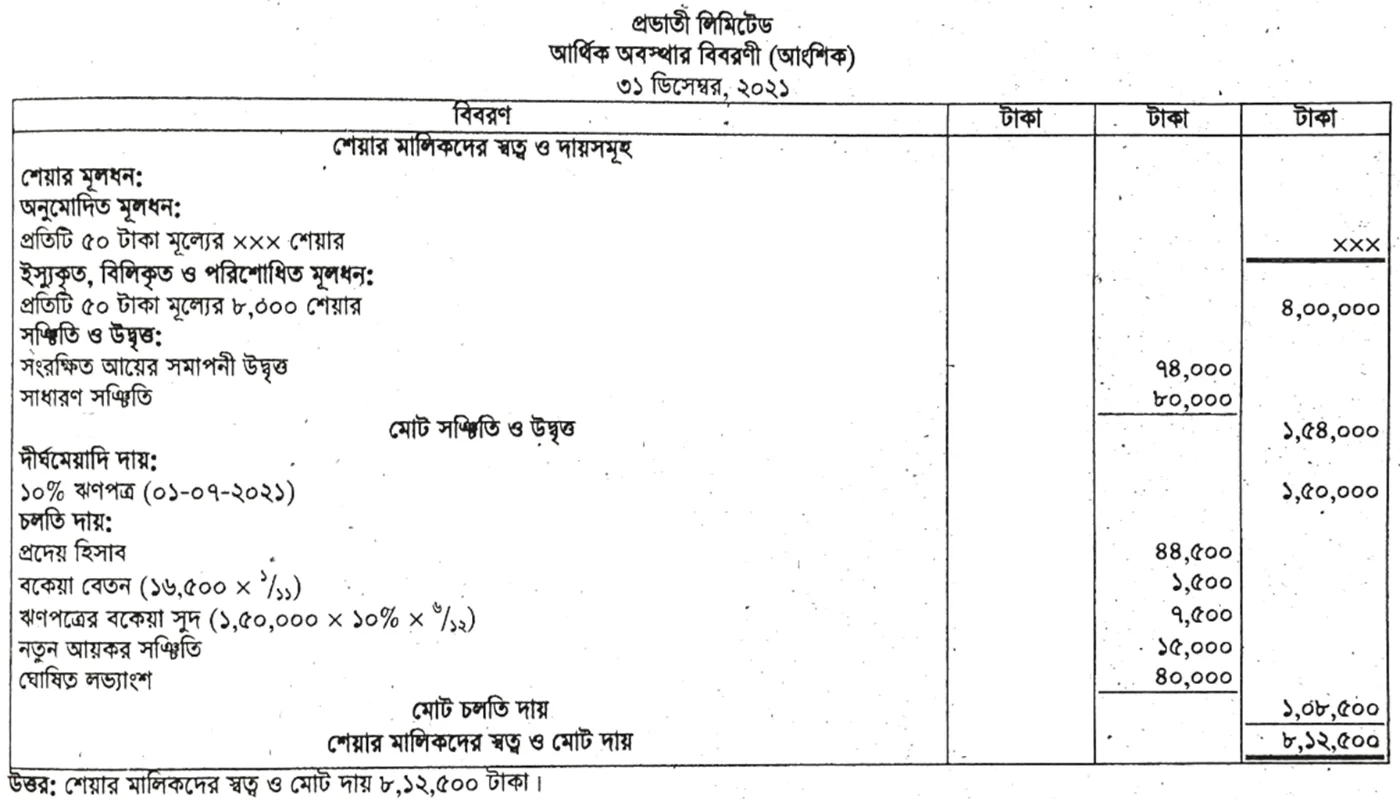 প্রভাতী লিমিটেড
আর্থিক অবস্থার বিবরণী (আংশিক)
৩১ ডিসেম্বর, ২০২১
বিবরণ টাকা টাকা টাকা
শেয়ার মালিকদের স্বত্ব ও দায়সমূহ
শেয়ার মূলধন:
অনুমোদিত মূলধন:
প্রতিটি ৫০ টাকা মূল্যের ××× শেয়ার ×××
ইস্যুকৃত, বিলিকৃত ও পরিশোধিত মূলধন:
প্রতিটি ৫০ টাকা মূল্যের ৮,০০০ শেয়ার ৪,০০,০০০
সঞ্চিতি ও উদ্বৃত্ত:
সংরক্ষিত আয়ের সমাপনী উদ্বৃত্ত ৭৪,০০০
সাধারণ সঞ্চিতি ৮০,০০০
মোট সঞ্চিতি ও উদ্বৃত্ত ১,৫৪,০০০
দীর্ঘমেয়াদি দায়:
১০% ঋণপত্র (০১-০৭-২০২১) ১,৫০,০০০
চলতি দায়:
প্রদেয় হিসাব ৪৪,৫০০
বকেয়া বেতন (১৬,৫০০ × ১/১১) ১,৫০০
ঋণপত্রের বকেয়া সুদ (১,৫০,০০০ × ১০% × ৬/১২) ৭,৫০০
নতুন আয়কর সঞ্চিতি ১৫,০০০
ঘোষিত লভ্যাংশ ৪০,০০০
মোট চলতি দায় ১,০৮,৫০০
শেয়ার মালিকদের স্বত্ব ও মোট দায় ৮,১২,৫০০
উত্তর: শেয়ার মালিকদের স্বত্ব ও মোট দায় ৮,১২,৫০০ টাকা।